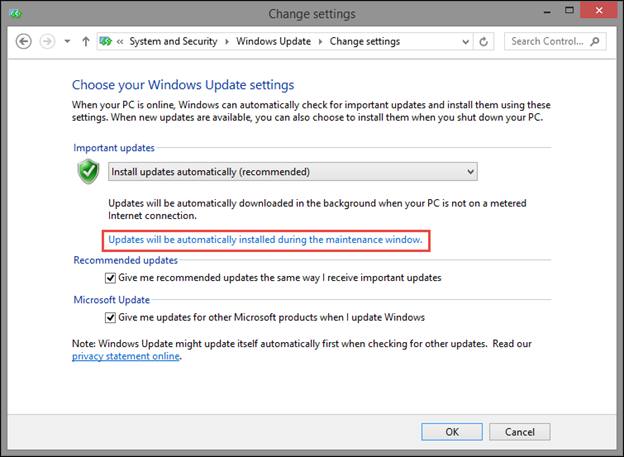 Change settings
« System and Security Windows Update Change settings
Search Control...
Choose your Windows Update settings
When your PC is online, Windows can automatically check for important updates and install them using these
settings. When new updates are available, you can also choose to install them when you shut down your PC.
Important updates
Install updates automatically (recommended)
Updates will be automatically downloaded in the background when your PC is not on a metered
Internet connection.
Updates will be automatically installed during the maintenance window.
Recommended updates
Give me recommended updates the same way I receive important updates
Microsoft Update
Give me updates for other Microsoft products when I update Windows
Note: Windows Update might update itself automatically first when checking for other updates. Read our
privacy statement online.
OK Cancel